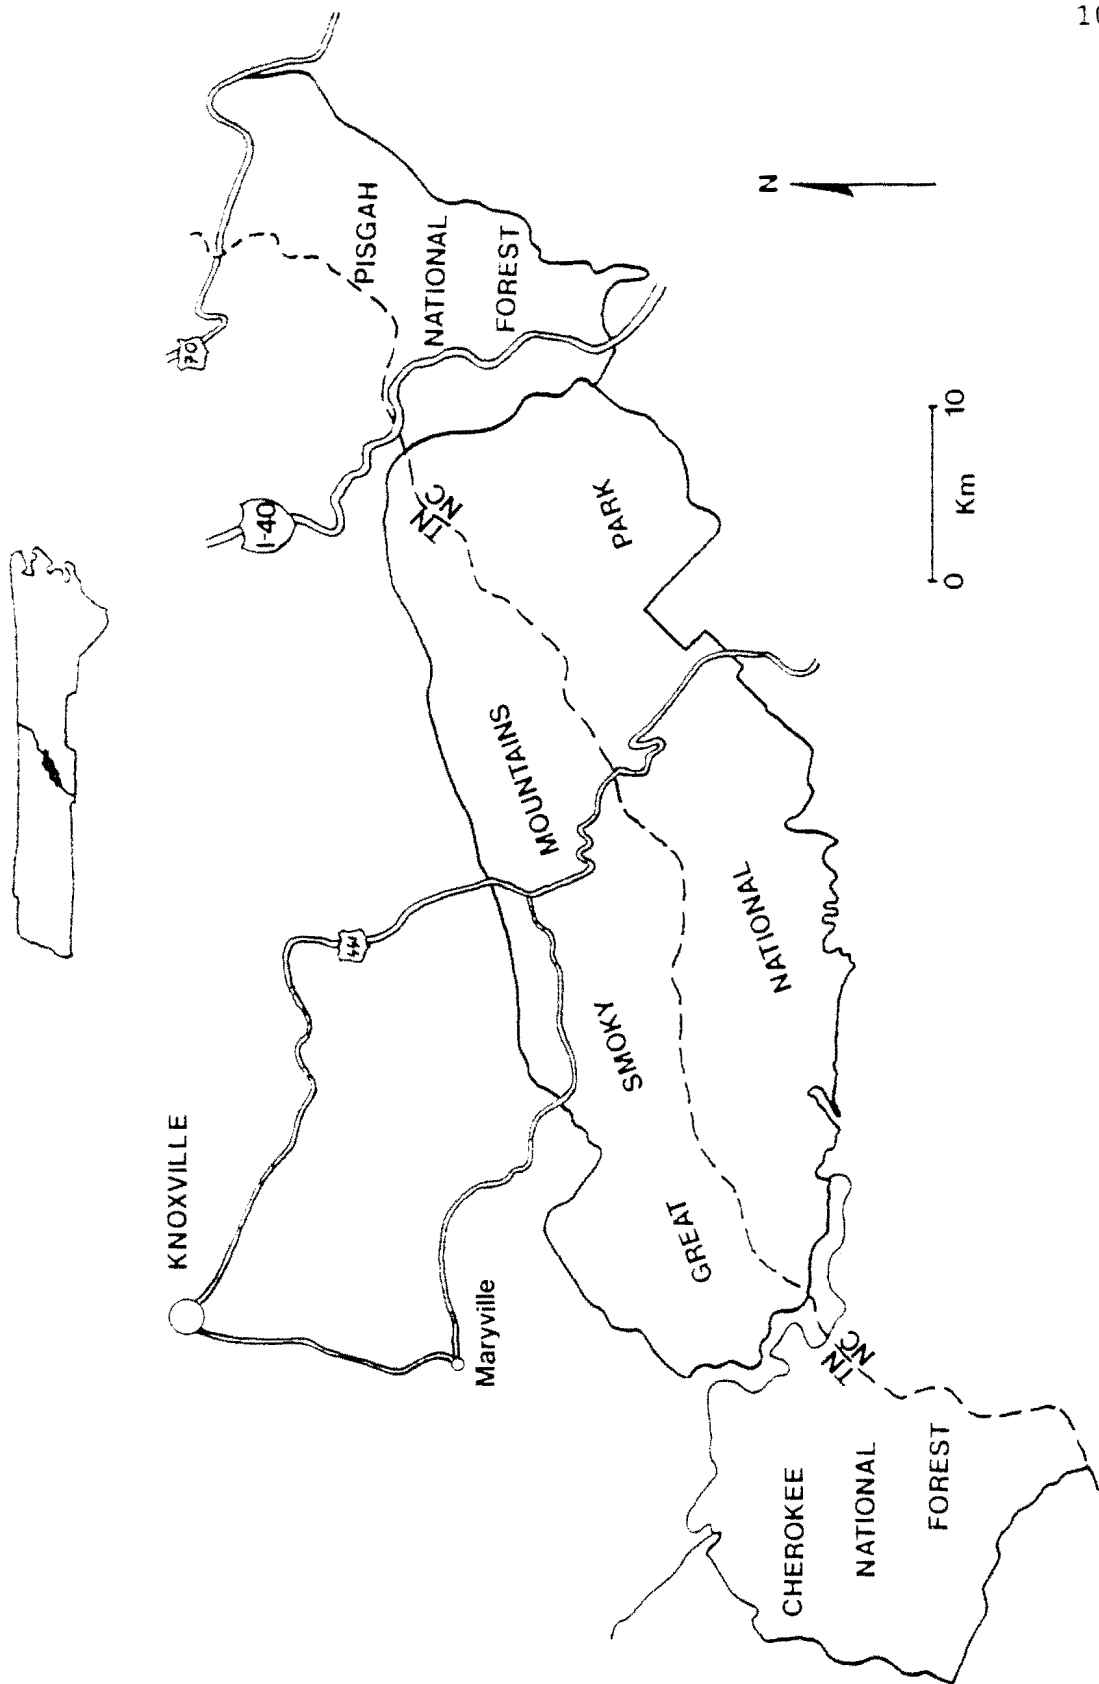 10
70
I-40
441
KNOXVILLE
Maryville
PISGAH
NATIONAL
FOREST
TN
NC
GREAT
SMOKY
MOUNTAINS
NATIONAL
PARK
TN
NC
CHEROKEE
NATIONAL
FOREST
N
0
10
Km